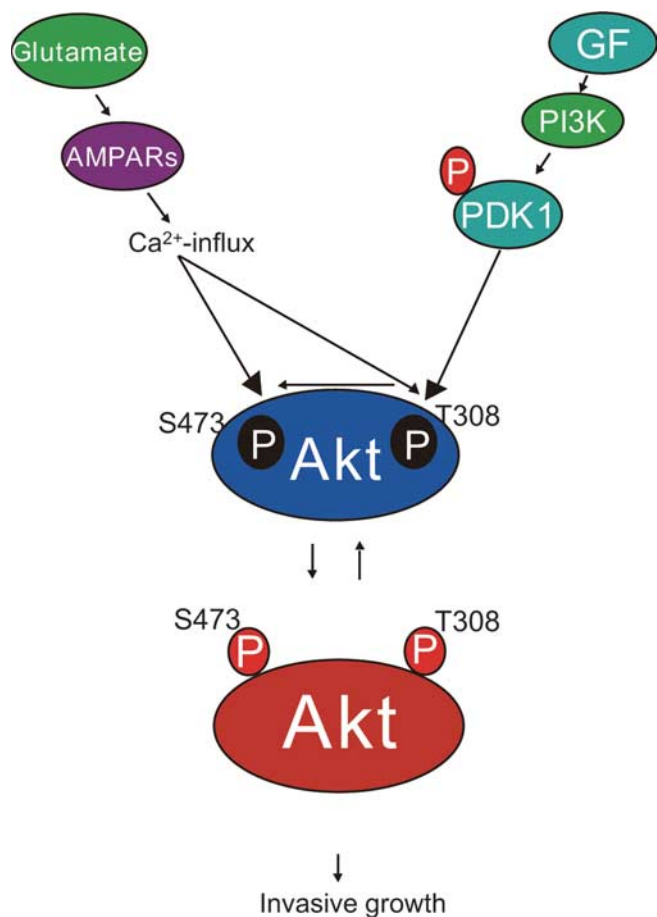 Glutamate
GF
AMPARs
PI3K
P
PDK1
Ca²⁺-influx
S473
T308
P
Akt
P
S473
T308
P
P
Akt
Invasive growth